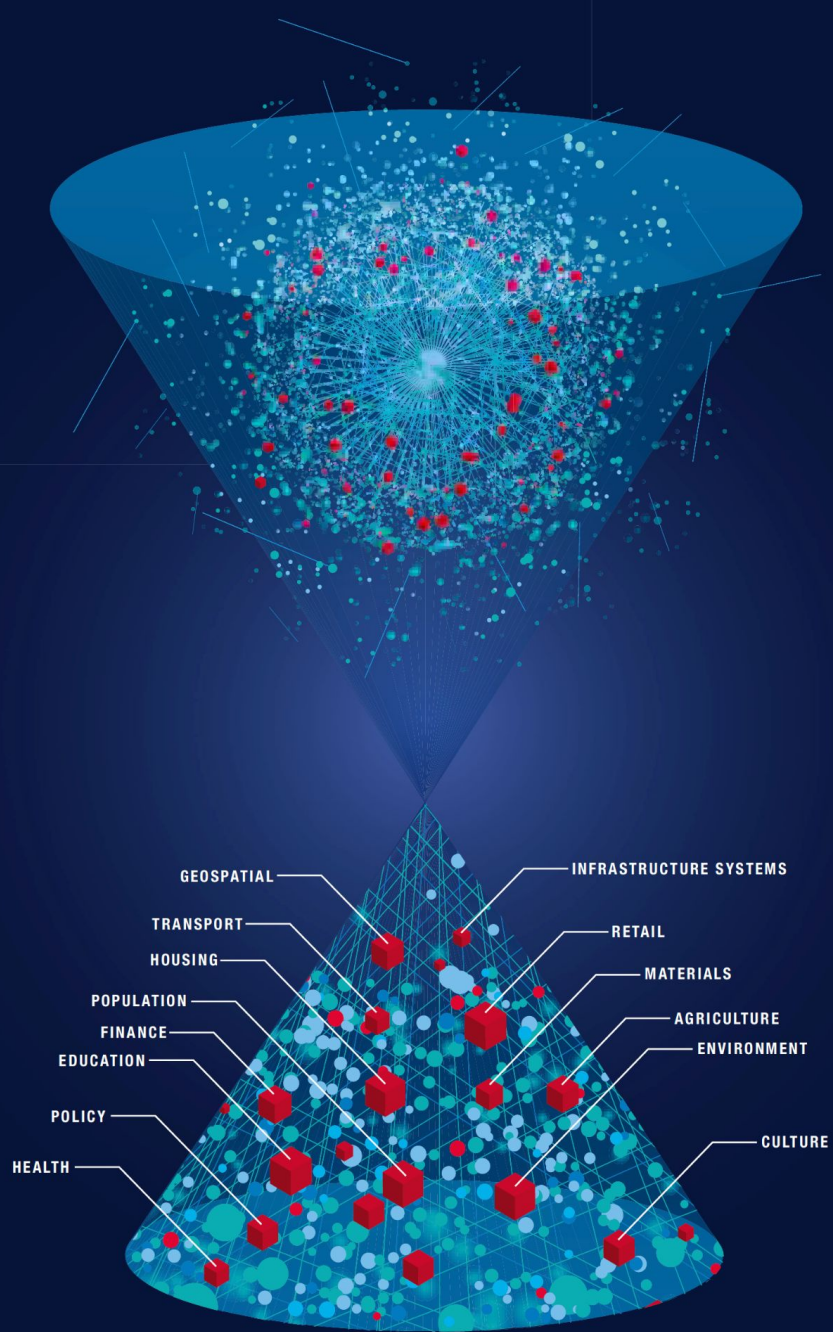 GEOSPATIAL
TRANSPORT
HOUSING
POPULATION
FINANCE
EDUCATION
POLICY
HEALTH
INFRASTRUCTURE SYSTEMS
RETAIL
MATERIALS
AGRICULTURE
ENVIRONMENT
CULTURE